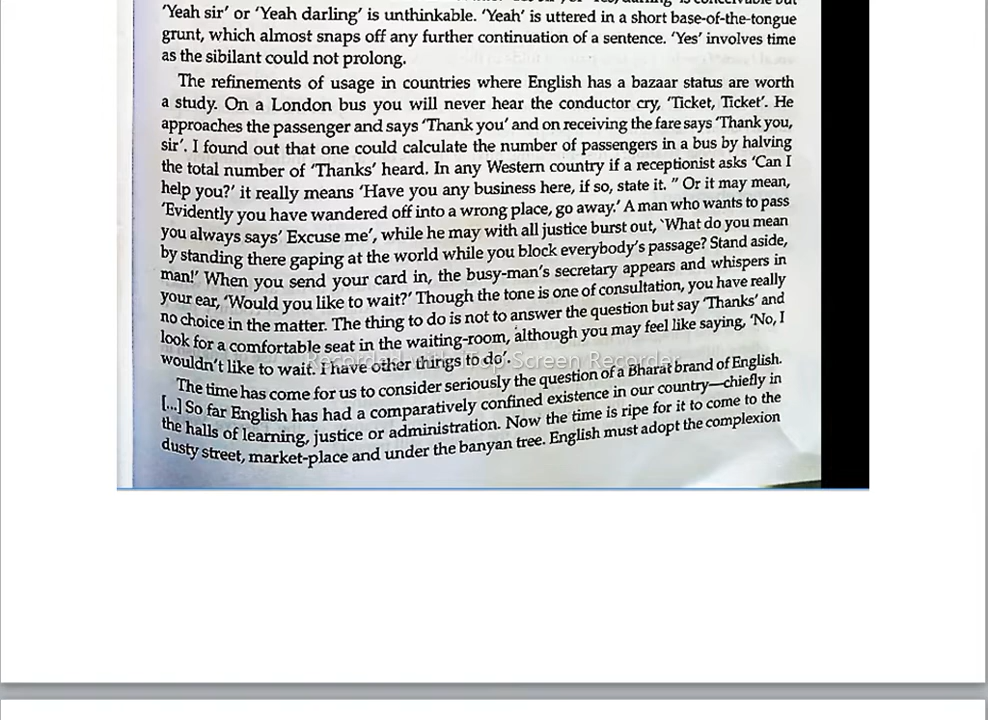 'Yeah sir' or 'Yeah darling' is unthinkable. 'Yeah' is uttered in a short base-of-the-tongue
grunt, which almost snaps off any further continuation of a sentence. 'Yes' involves time
as the sibilant could not prolong.
The refinements of usage in countries where English has a bazaar status are worth
a study. On a London bus you will never hear the conductor cry, 'Ticket, Ticket'. He
approaches the passenger and says 'Thank you' and on receiving the fare says 'Thank you,
sir'. I found out that one could calculate the number of passengers in a bus by halving
the total number of 'Thanks' heard. In any Western country if a receptionist asks 'Can I
help you?' it really means 'Have you any business here, if so, state it. " Or it may mean,
'Evidently you have wandered off into a wrong place, go away.' A man who wants to pass
you always says' Excuse me', while he may with all justice burst out, 'What do you mean
by standing there gaping at the world while you block everybody's passage? Stand aside,
man!' When you send your card in, the busy-man's secretary appears and whispers in
your ear, 'Would you like to wait?' Though the tone is one of consultation, you have really
no choice in the matter. The thing to do is not to answer the question but say 'Thanks' and
look for a comfortable seat in the waiting-room, although you may feel like saying, 'No, I
wouldn't like to wait. I have other things to do'.
Recorded with iTop Screen Recorder
The time has come for us to consider seriously the question of a Bharat brand of English.
[...] So far English has had a comparatively confined existence in our country—chiefly in
the halls of learning, justice or administration. Now the time is ripe for it to come to the
dusty street, market-place and under the banyan tree. English must adopt the complexion